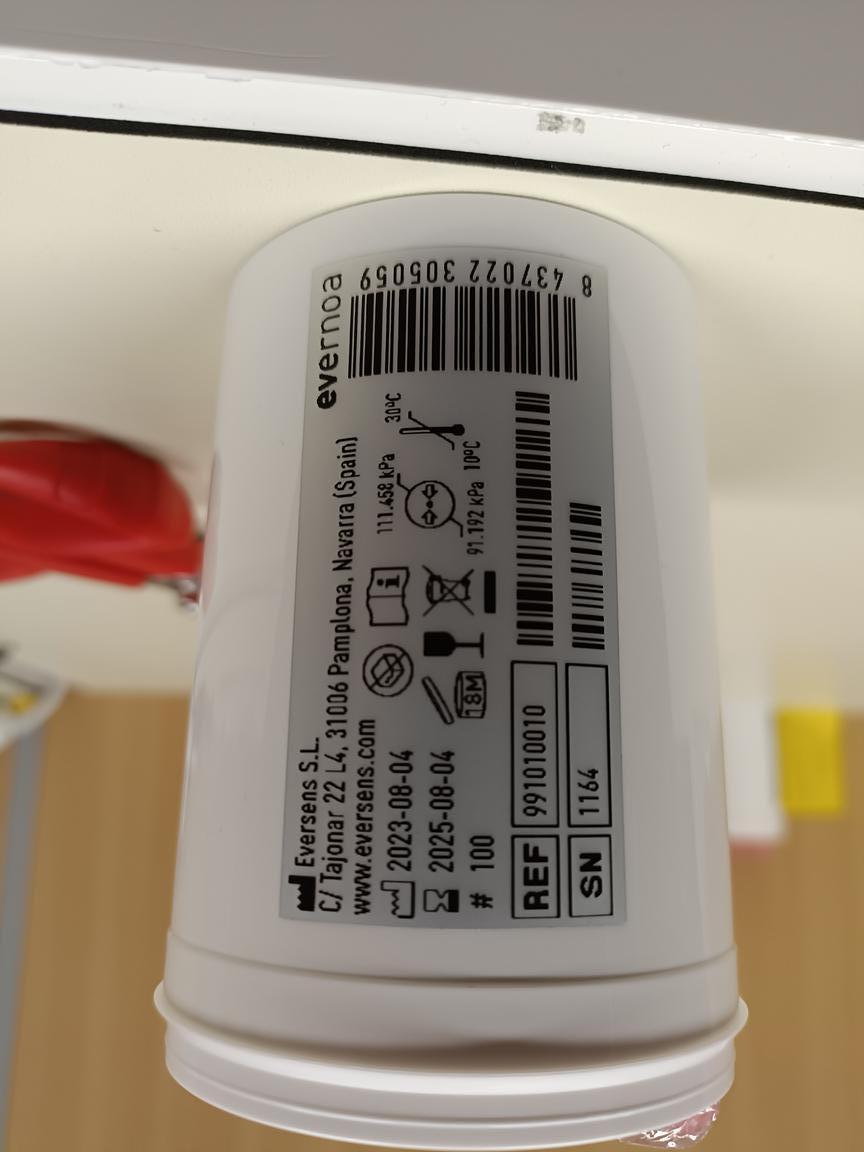 evernoa
Eversens S.L.
C/ Tajonar 22 L4, 31006 Pamplona, Navarra (Spain)
www.eversens.com
2023-08-04
2025-08-04
# 100
18M
111.458 kPa
91.192 kPa
30ºC
10ºC
REF 991010010
SN 1164
8 437022 305059